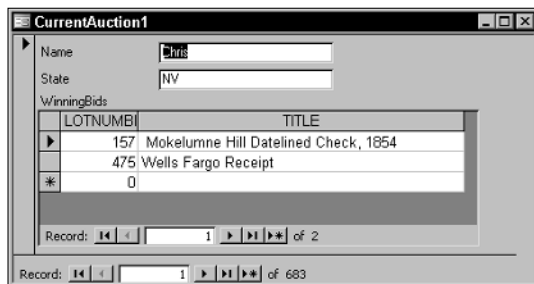 CurrentAuction1
Name Chris
State NV
WinningBids
LOTNUMBI TITLE
157 Mokelumne Hill Datelined Check, 1854
475 Wells Fargo Receipt
0
Record: 1 of 2
Record: 1 of 683